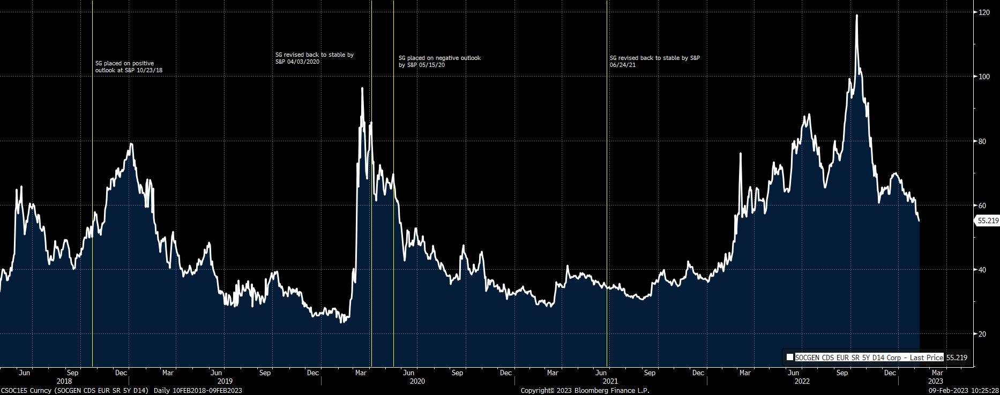 120
SG revised back to stable by
S&P 04/03/2020
SG placed on negative outlook
by S&P 05/15/20
SG revised back to stable by S&P
06/24/21
SG placed on positive
outlook at S&P 10/23/18
100
80
60
55.219
40
20
SOCGEN CDS EUR SR 5Y D14 Corp - Last Price 55.219
Jun Sep Dec Mar Jun Sep Dec Mar Jun Sep Dec Mar Jun Sep Dec Mar Jun Sep Dec Mar
2018 2019 2020 2021 2022 2023
CSOC1E5 Curncy (SOCGEN CDS EUR SR 5Y D14) Daily 10FEB2018-09FEB2023 Copyright© 2023 Bloomberg Finance L.P. 09-Feb-2023 10:25:28